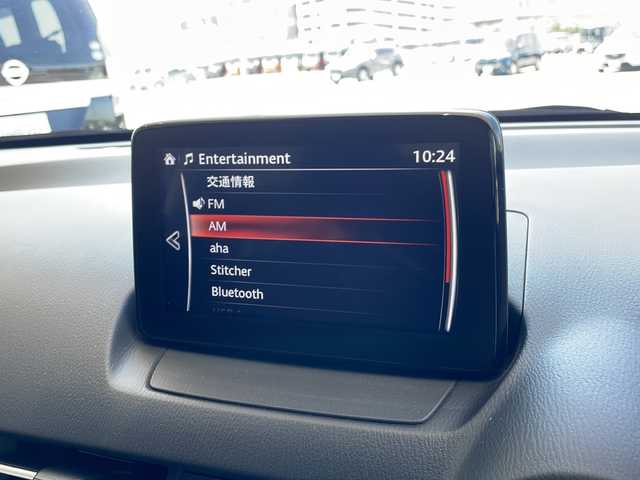 Entertainment 10:24
交通情報
FM
AM
aha
Stitcher
Bluetooth